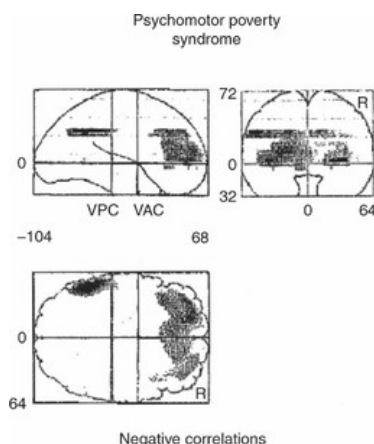 Psychomotor poverty
syndrome
72
R
0
0
32
VPC VAC
0
64
−104
68
0
R
64
Negative correlations